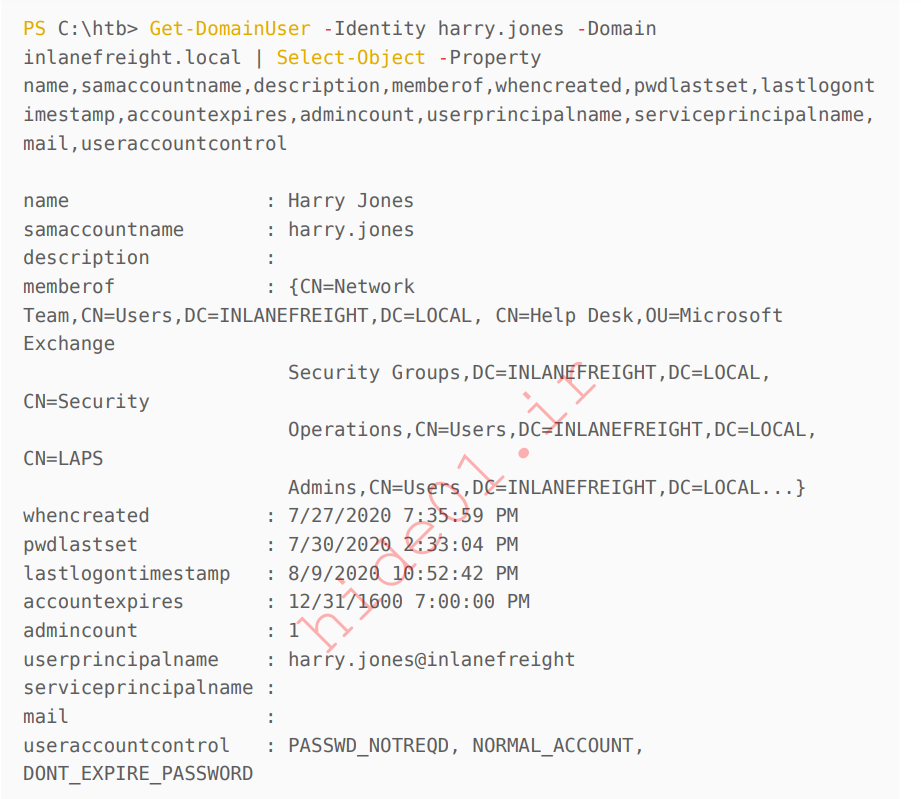 PS C:\htb> Get-DomainUser -Identity harry.jones -Domain
inlanefreight.local | Select-Object -Property
name,samaccountname,description,memberof,whencreated,pwdlastset,lastlogont
imestamp,accountexpires,admincount,userprincipalname,serviceprincipalname,
mail,useraccountcontrol
name : Harry Jones
samaccountname : harry.jones
description :
memberof : {CN=Network
Team,CN=Users,DC=INLANEFREIGHT,DC=LOCAL, CN=Help Desk,OU=Microsoft
Exchange
Security Groups,DC=INLANEFREIGHT,DC=LOCAL,
CN=Security
Operations,CN=Users,DC=INLANEFREIGHT,DC=LOCAL,
CN=LAPS
Admins,CN=Users,DC=INLANEFREIGHT,DC=LOCAL...}
whencreated : 7/27/2020 7:35:59 PM
pwdlastset : 7/30/2020 2:33:04 PM
lastlogontimestamp : 8/9/2020 10:52:42 PM
accountexpires : 12/31/1600 7:00:00 PM
admincount : 1
userprincipalname : harry.jones@inlanefreight
serviceprincipalname :
mail :
useraccountcontrol : PASSWD_NOTREQD, NORMAL_ACCOUNT,
DONT_EXPIRE_PASSWORD
hide01.ir